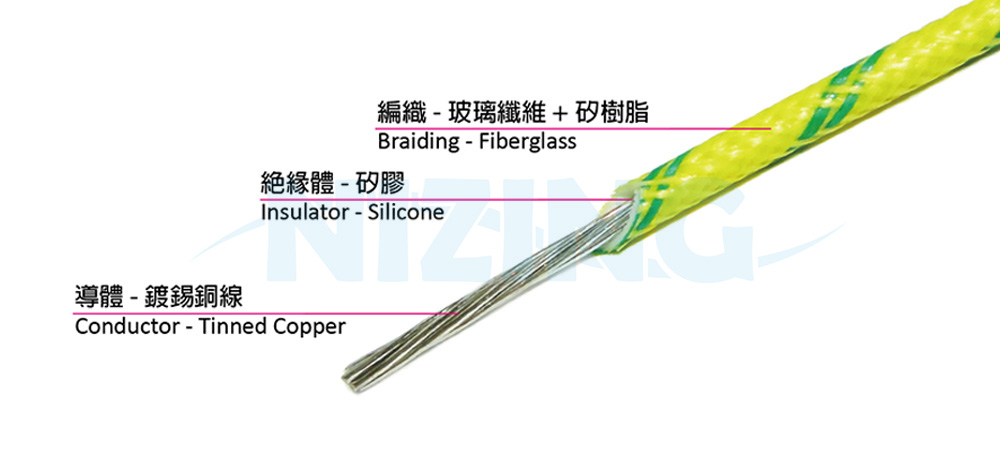 編織 - 玻璃纖維 + 矽樹脂
Braiding - Fiberglass
絕緣體 - 矽膠
Insulator - Silicone
NIZING
導體 - 鍍錫銅線
Conductor - Tinned Copper